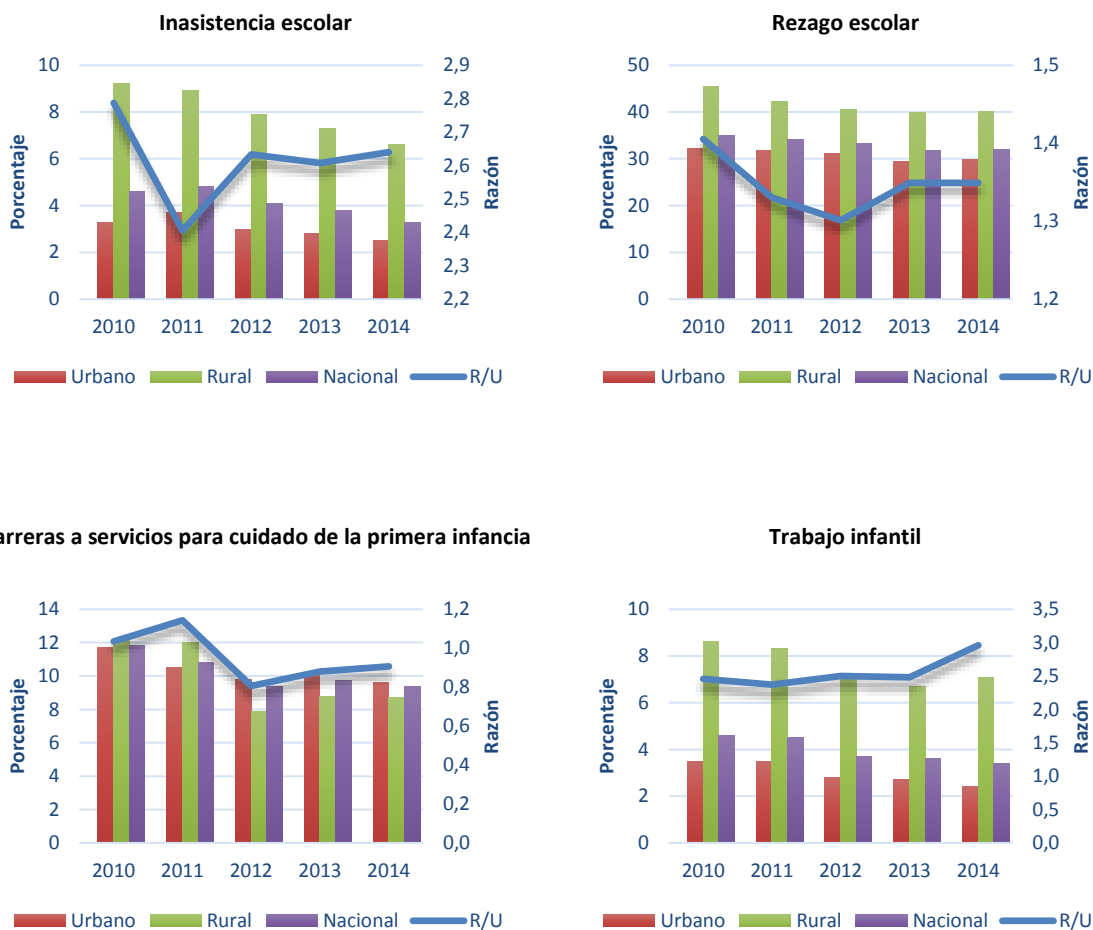 Inasistencia escolar
10
8
6
4
2
0
Porcentaje
2,9
2,8
2,7
2,6
2,5
2,4
2,3
2,2
Razón
2010 2011 2012 2013 2014
Urbano Rural Nacional R/U
Rezago escolar
50
40
30
20
10
0
Porcentaje
1,5
1,4
1,3
1,2
Razón
2010 2011 2012 2013 2014
Urbano Rural Nacional R/U
arreras a servicios para cuidado de la primera infancia
14
12
10
8
6
4
2
0
Porcentaje
1,2
1,0
0,8
0,6
0,4
0,2
0,0
Razón
2010 2011 2012 2013 2014
Urbano Rural Nacional R/U
Trabajo infantil
10
8
6
4
2
0
Porcentaje
3,5
3,0
2,5
2,0
1,5
1,0
0,5
0,0
Razón
2010 2011 2012 2013 2014
Urbano Rural Nacional R/U